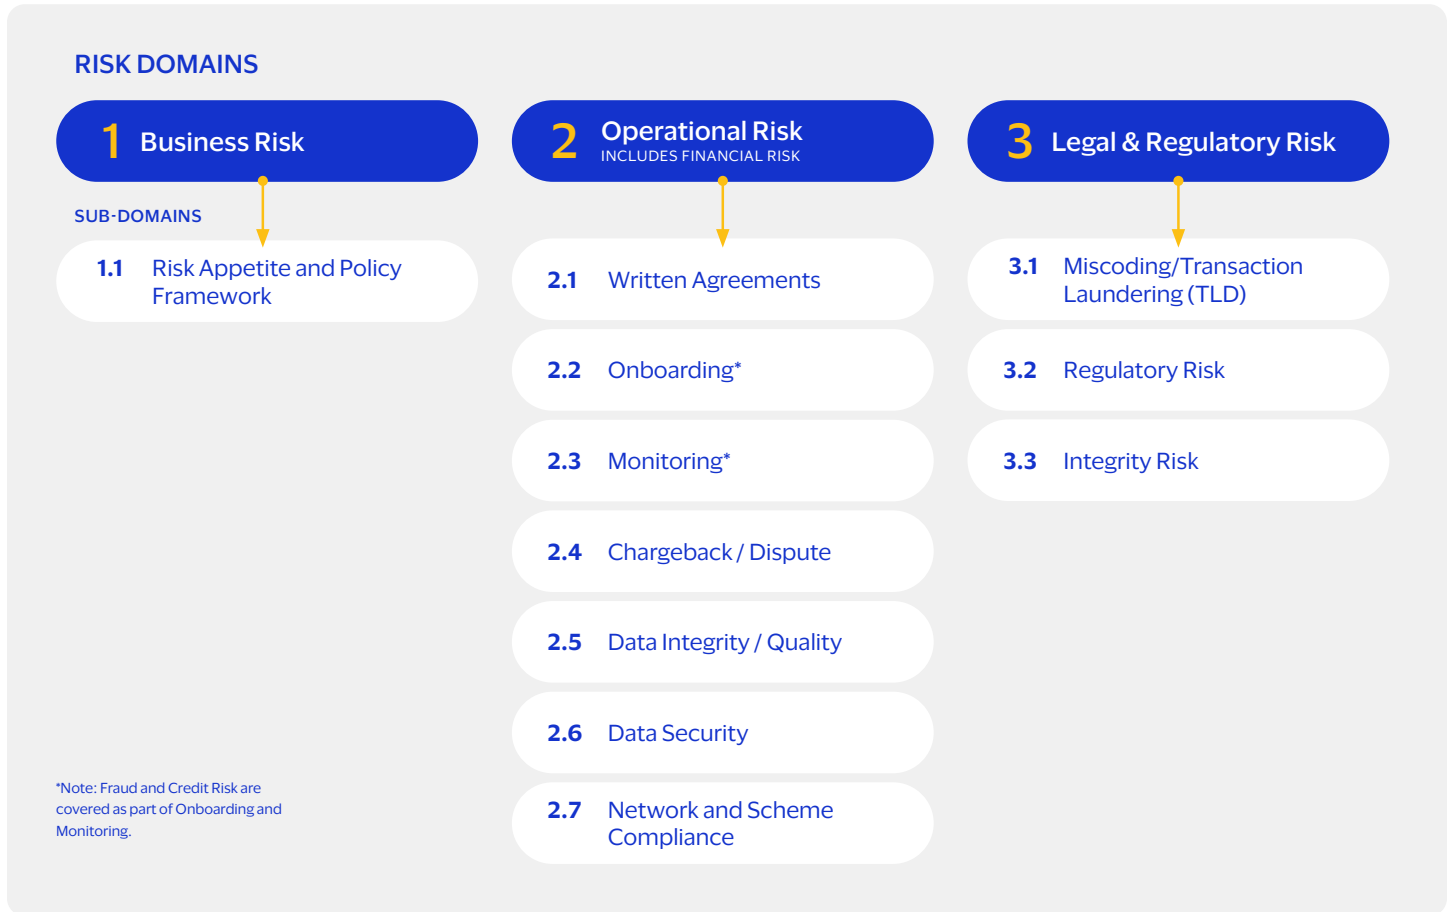 RISK DOMAINS
1 Business Risk
SUB-DOMAINS
1.1 Risk Appetite and Policy
Framework
2 Operational Risk
INCLUDES FINANCIAL RISK
2.1 Written Agreements
2.2 Onboarding*
2.3 Monitoring*
2.4 Chargeback / Dispute
2.5 Data Integrity / Quality
2.6 Data Security
2.7 Network and Scheme
Compliance
3 Legal & Regulatory Risk
3.1 Miscoding/Transaction
Laundering (TLD)
3.2 Regulatory Risk
3.3 Integrity Risk
*Note: Fraud and Credit Risk are
covered as part of Onboarding and
Monitoring.